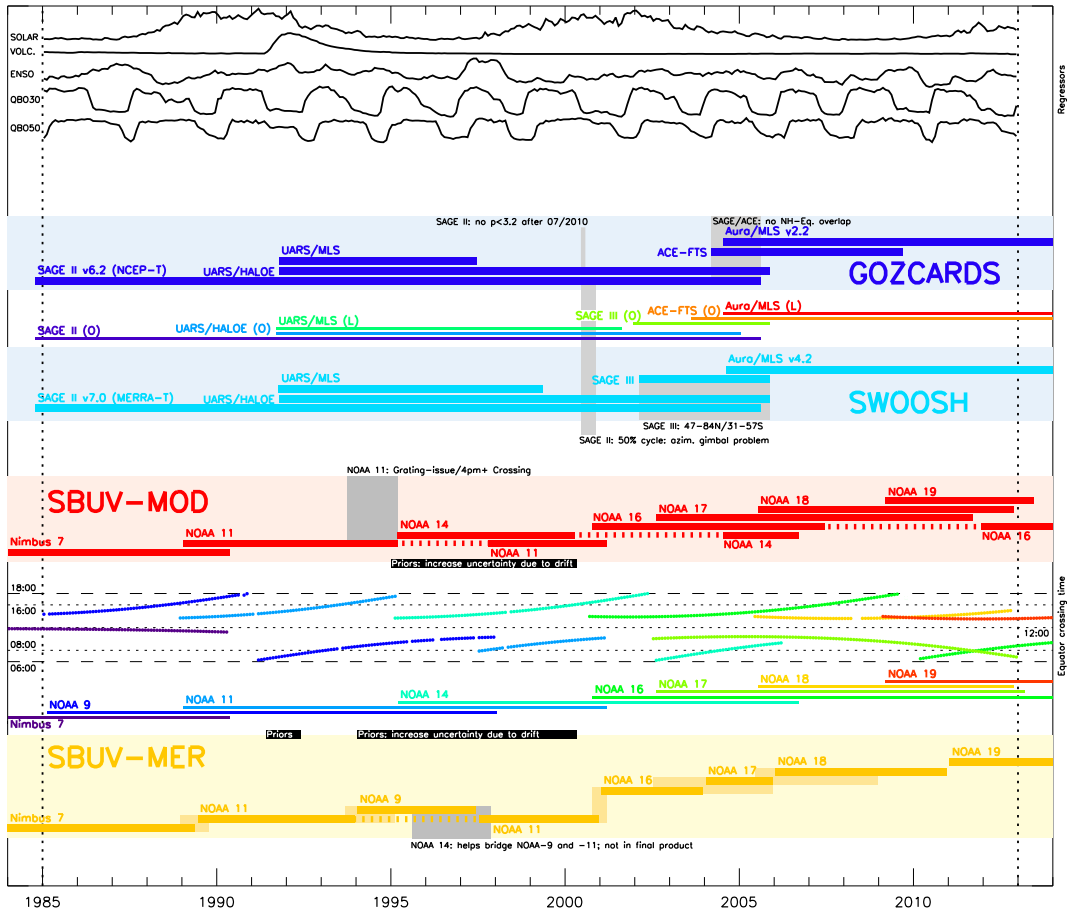 SOLAR
VOLC.
ENSO
QBO30
QBO50
Regressors
SAGE II: no p<3.2 after 07/2010
SAGE/ACE: no NH-Eq. overlap
Aura/MLS v2.2
UARS/MLS
ACE-FTS
SAGE II v6.2 (NCEP-T)
UARS/HALOE
GOZCARDS
Aura/MLS (L)
ACE-FTS (O)
SAGE III (O)
UARS/MLS (L)
UARS/HALOE (O)
SAGE II (O)
Aura/MLS v4.2
UARS/MLS
SAGE III
SAGE II v7.0 (MERRA-T)
UARS/HALOE
SWOOSH
SAGE III: 47-84N/31-57S
SAGE II: 50% cycle: azim. gimbal problem
NOAA 11: Grating-issue/4pm+ Crossing
SBUV-MOD
NOAA 19
NOAA 18
NOAA 17
NOAA 16
NOAA 14
NOAA 11
NOAA 16
NOAA 14
Nimbus 7
NOAA 11
Priors: increase uncertainty due to drift
18:00
16:00
12:00
08:00
06:00
Equator crossing time
NOAA 19
NOAA 18
NOAA 17
NOAA 16
NOAA 14
NOAA 11
NOAA 9
Nimbus 7
Priors
Priors: increase uncertainty due to drift
SBUV-MER
NOAA 19
NOAA 18
NOAA 17
NOAA 16
NOAA 9
NOAA 11
Nimbus 7
NOAA 11
NOAA 14: helps bridge NOAA-9 and -11; not in final product
1985
1990
1995
2000
2005
2010